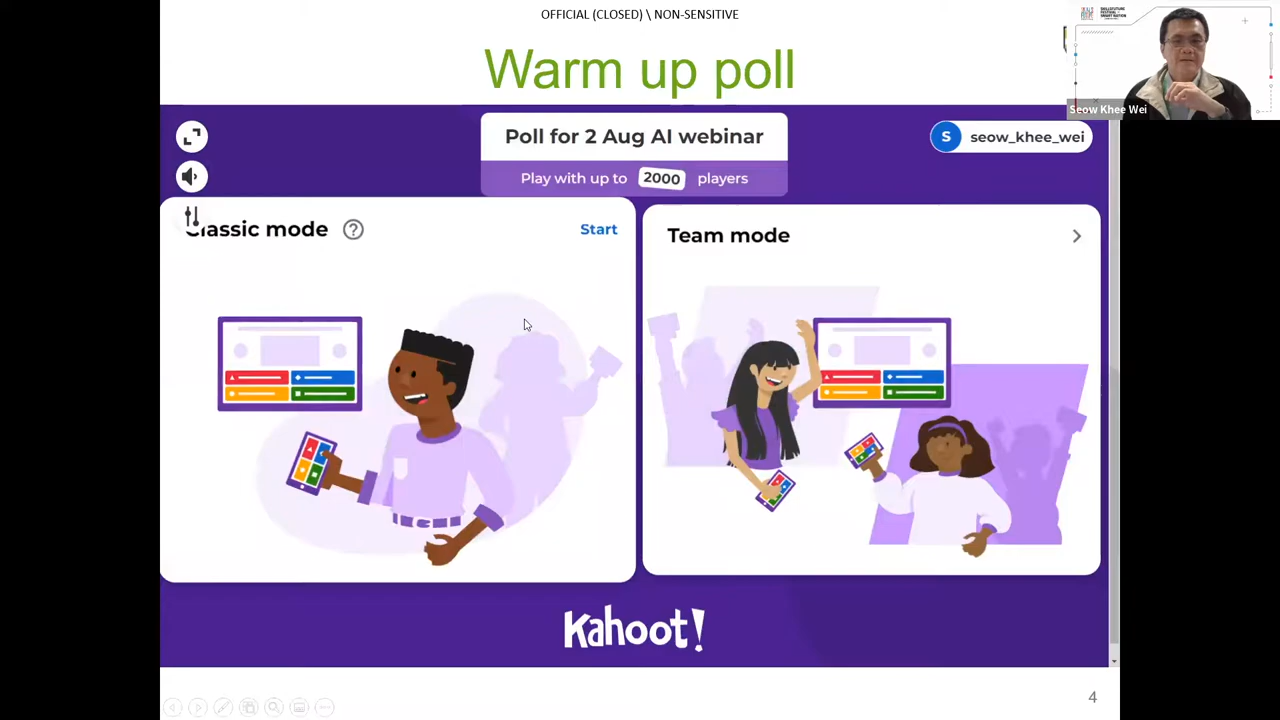 OFFICIAL (CLOSED) \ NON-SENSITIVE
Warm up poll
Seow Khee Wei
Poll for 2 Aug AI webinar
Play with up to 2000 players
S seow_khee_wei
Classic mode ?
Start
Team mode
Kahoot!
4